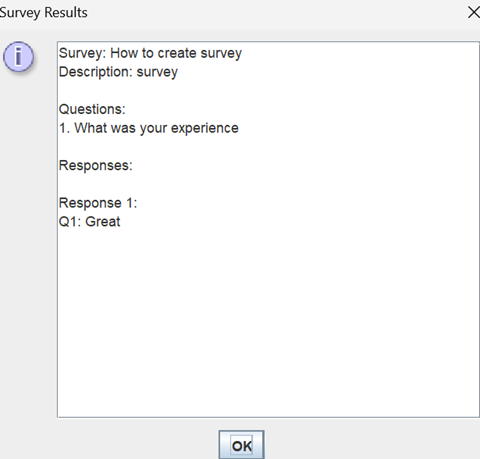 Survey Results
Survey: How to create survey
Description: survey
Questions:
1. What was your experience
Responses:
Response 1:
Q1: Great
OK